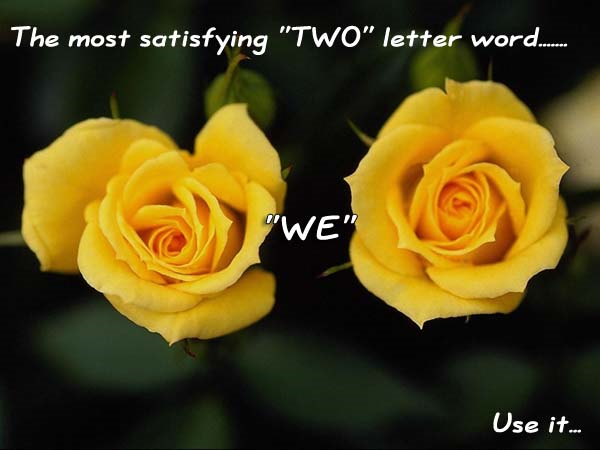 The most satisfying "TWO" letter word.......
"WE"
Use it...